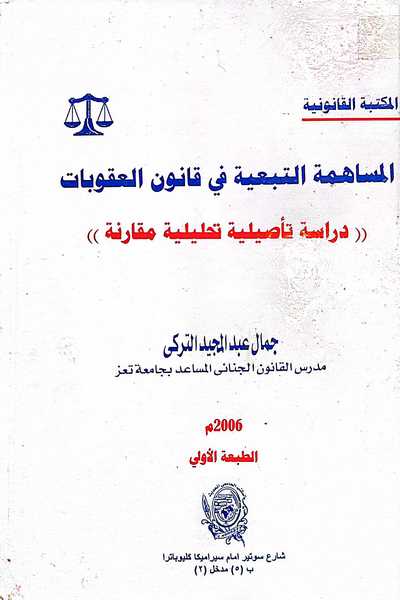 المكتبة القانونية
المساهمة التبعية في قانون العقوبات
(( دراسة تأصيلية تحليلية مقارنة ))
جمال عبد المجيد التركى
مدرس القانون الجنائى المساعد بجامعة تعز
2006م
الطبعة الأولي
شارع سوتير امام سيراميكا كليوباترا
ب (٥) مدخل (٢)